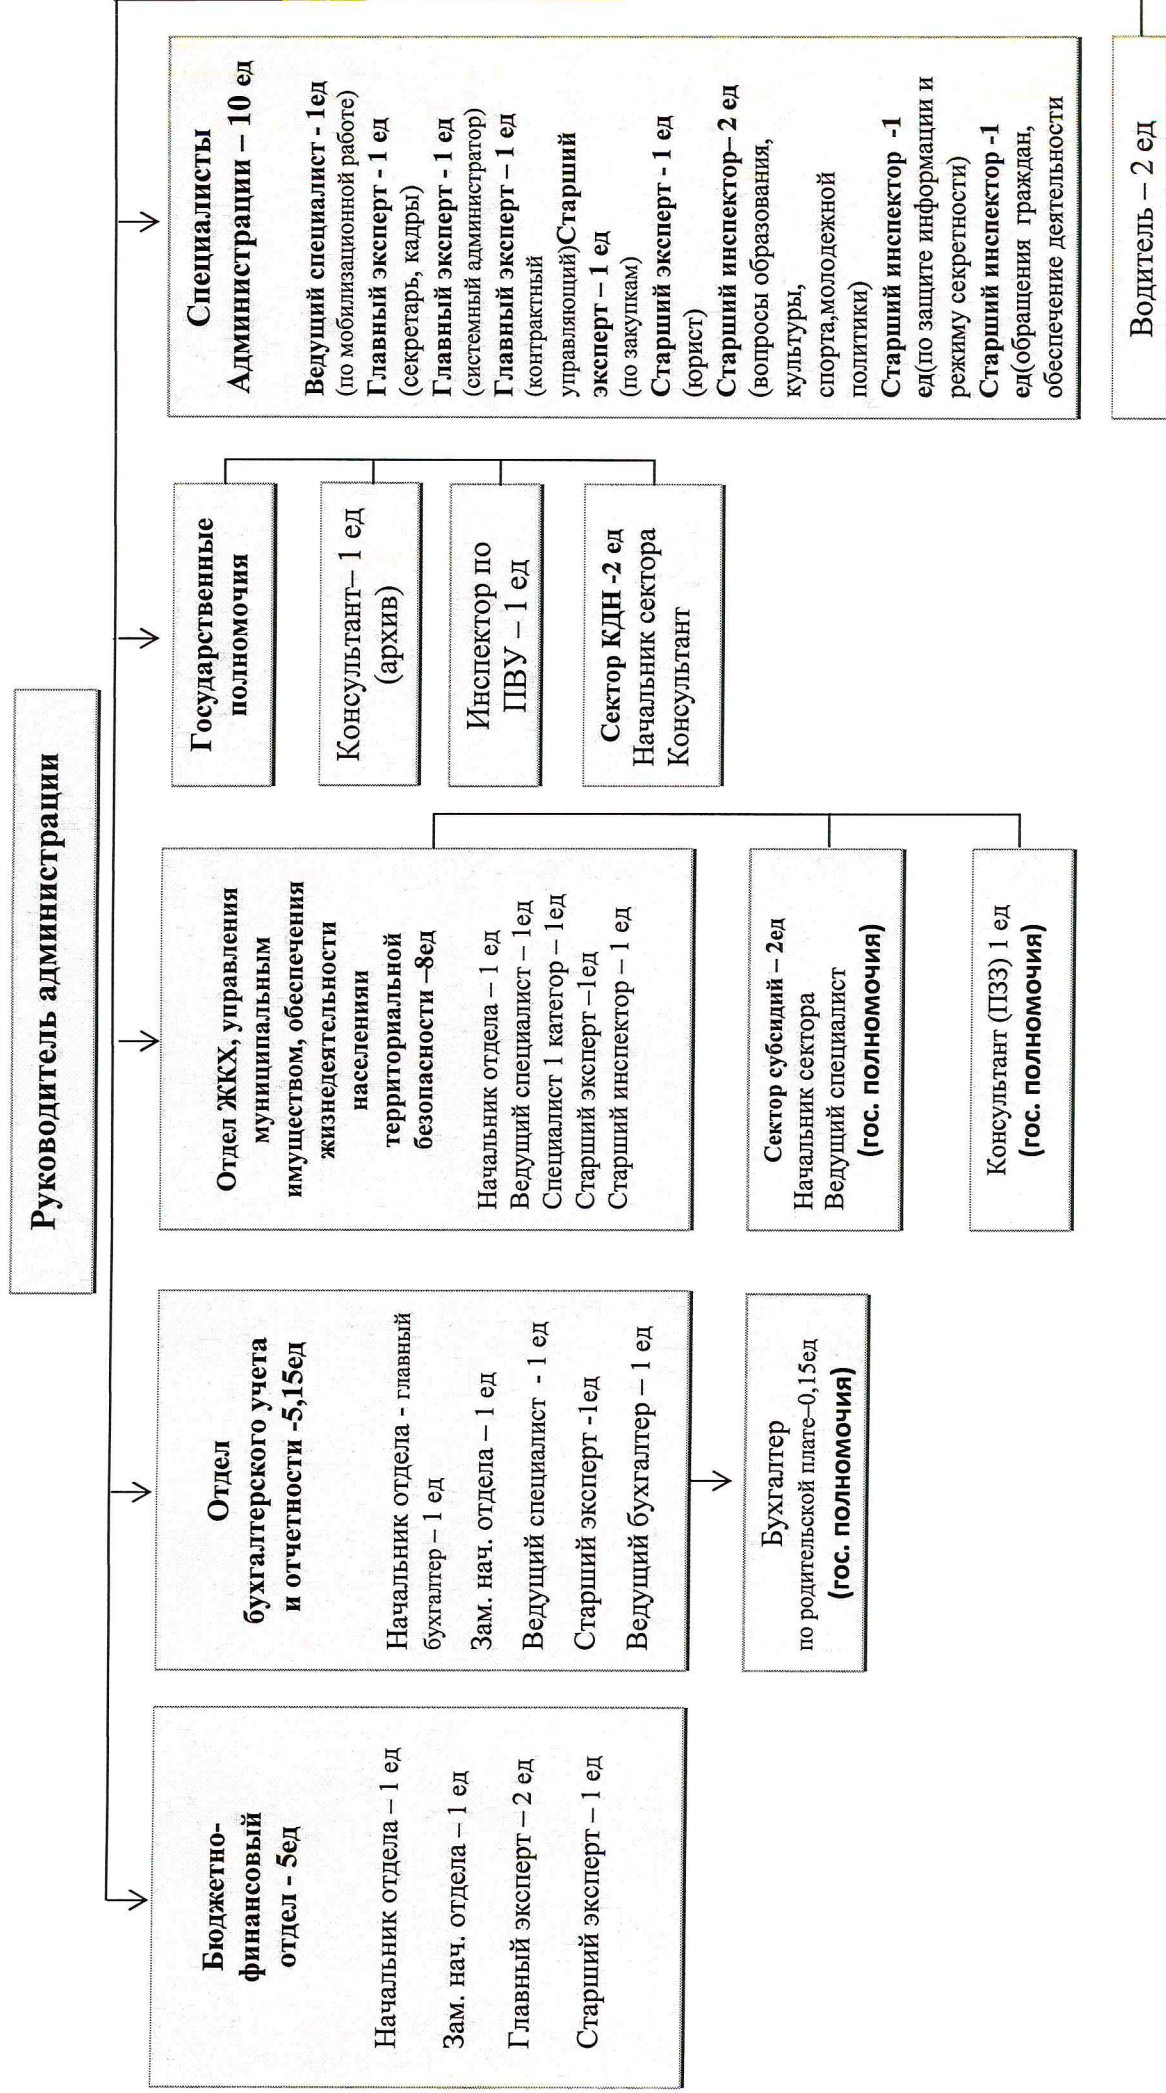 Руководитель администрации
Бюджетно-
финансовый
отдел - 5ед
Начальник отдела – 1 ед
Зам. нач. отдела – 1 ед
Главный эксперт – 2 ед
Старший эксперт – 1 ед
Отдел
бухгалтерского учета
и отчетности -5,15ед
Начальник отдела - главный
бухгалтер – 1 ед
Зам. нач. отдела – 1 ед
Ведущий специалист - 1 ед
Старший эксперт -1ед
Ведущий бухгалтер – 1 ед
Бухгалтер
по родительской плате–0,15ед
(гос. полномочия)
Отдел ЖКХ, управления
муниципальным
имуществом, обеспечения
жизнедеятельности
населенияи
территориальной
безопасности –8ед
Начальник отдела – 1 ед
Ведущий специалист – 1ед
Специалист 1 категор – 1ед
Старший эксперт –1ед
Старший инспектор – 1 ед
Сектор субсидий – 2ед
Начальник сектора
Ведущий специалист
(гос. полномочия)
Консультант (ПЗЗ) 1 ед
(гос. полномочия)
Государственные
полномочия
Консультант– 1 ед
(архив)
Инспектор по
ПВУ – 1 ед
Сектор КДН -2 ед
Начальник сектора
Консультант
Специалисты
Администрации – 10 ед
Ведущий специалист - 1ед
(по мобилизационной работе)
Главный эксперт - 1 ед
(секретарь, кадры)
Главный эксперт - 1 ед
(системный администратор)
Главный эксперт – 1 ед
(контрактный
управляющий)Старший
эксперт – 1 ед
(по закупкам)
Старший эксперт - 1 ед
(юрист)
Старший инспектор– 2 ед
(вопросы образования,
культуры,
спорта,молодежной
политики)
Старший инспектор -1
ед(по защите информации и
режиму секретности)
Старший инспектор -1
ед(обращения граждан,
обеспечение деятельности
Водитель – 2 ед